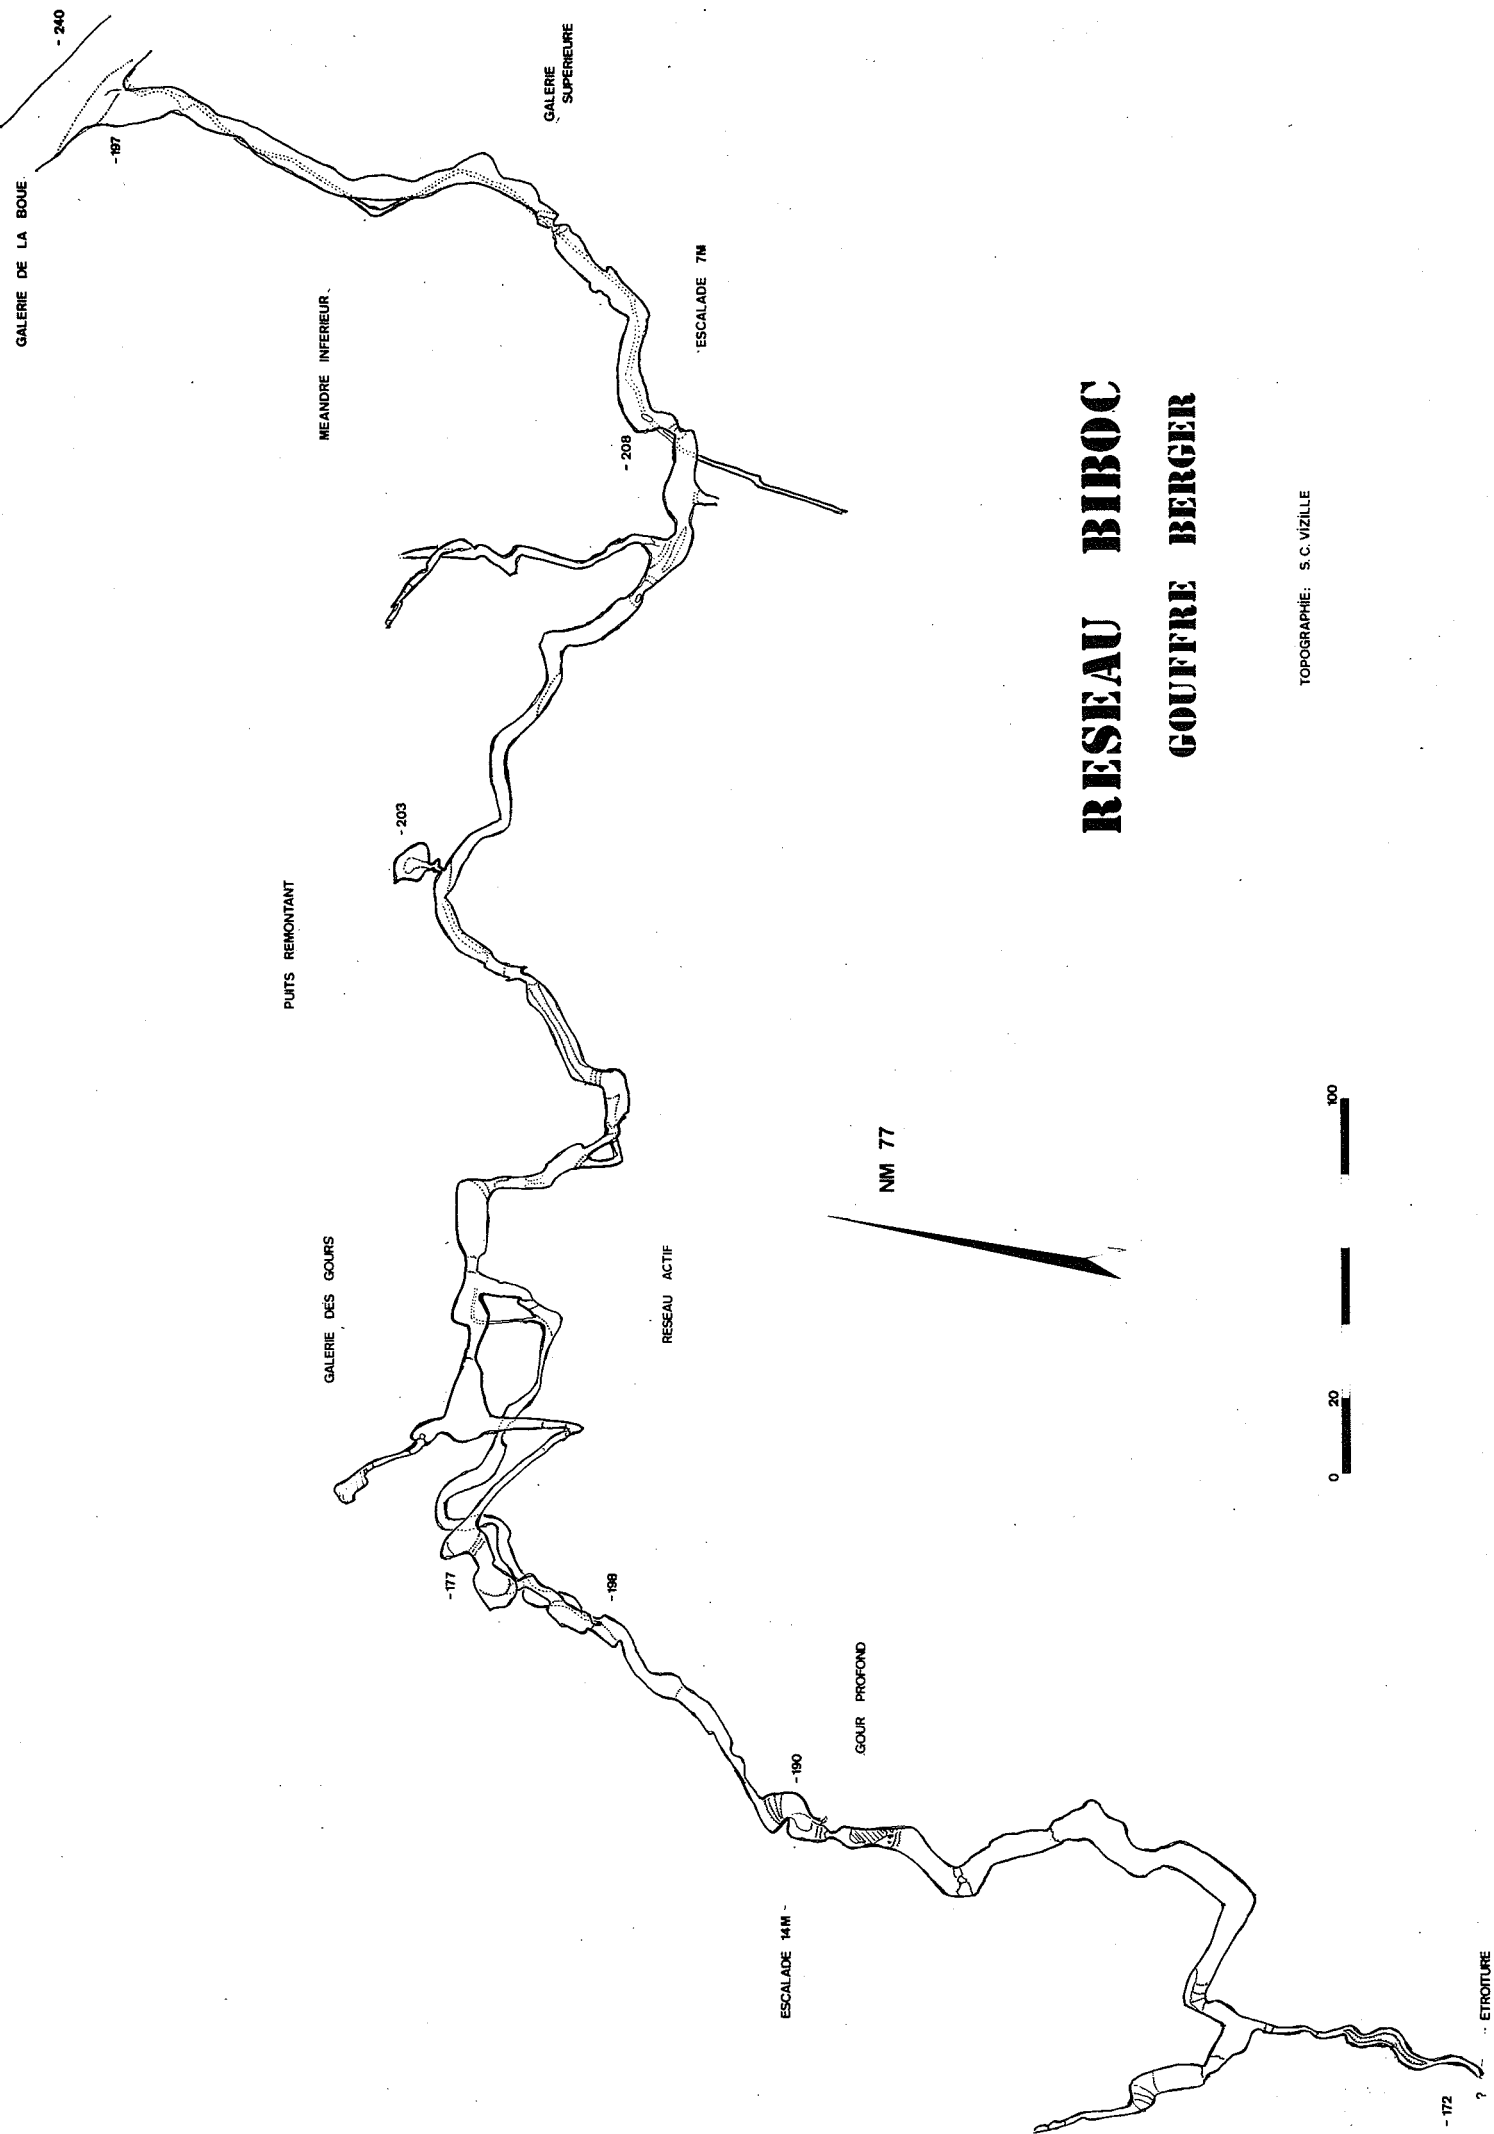 RESEAU BIBOC
GOUFFRE BERGER
TOPOGRAPHIE: S.C. VIZILLE
-172
? ETROITURE
ESCALADE 14M
GOUR PROFOND
-190
-198
-177
GALERIE DES GOURS
RESEAU ACTIF
NM 77
0 20 100
PUITS REMONTANT
-203
-208
MEANDRE INFERIEUR
ESCALADE 7M
GALERIE
SUPERIEURE
GALERIE DE LA BOUE
-197
-240